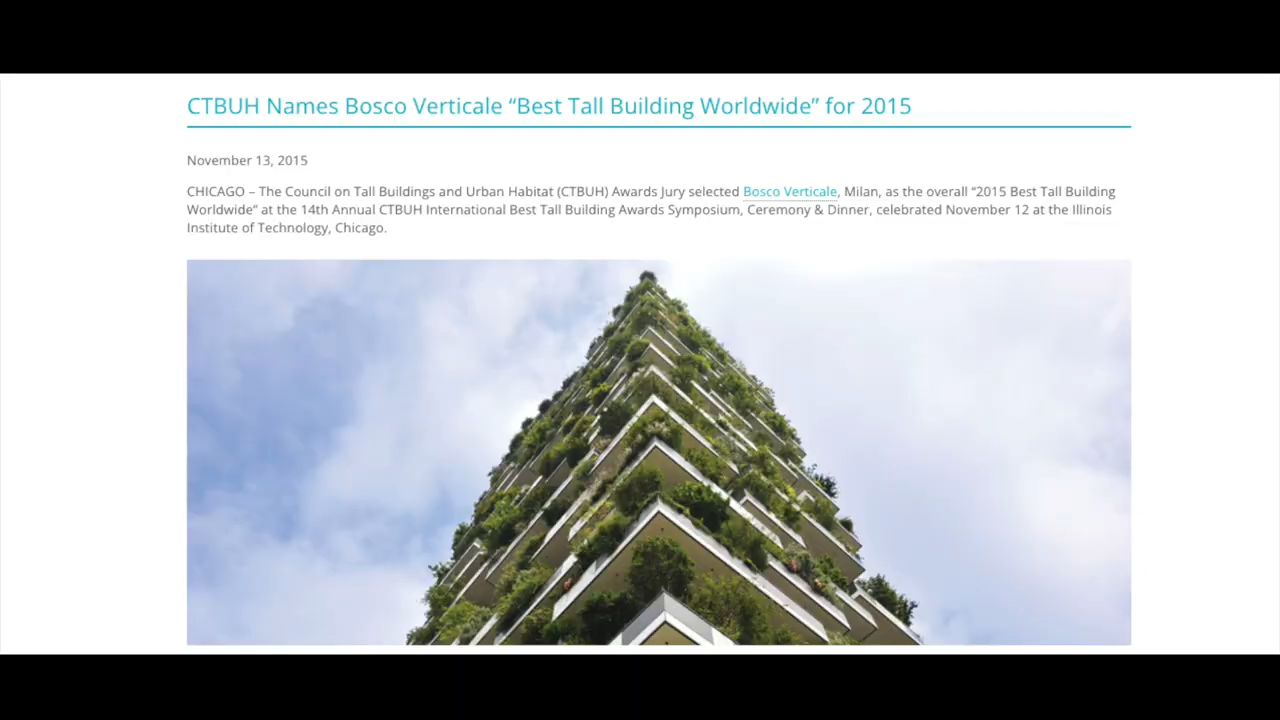 CTBUH Names Bosco Verticale “Best Tall Building Worldwide” for 2015
November 13, 2015
CHICAGO – The Council on Tall Buildings and Urban Habitat (CTBUH) Awards Jury selected Bosco Verticale, Milan, as the overall “2015 Best Tall Building
Worldwide” at the 14th Annual CTBUH International Best Tall Building Awards Symposium, Ceremony & Dinner, celebrated November 12 at the Illinois
Institute of Technology, Chicago.